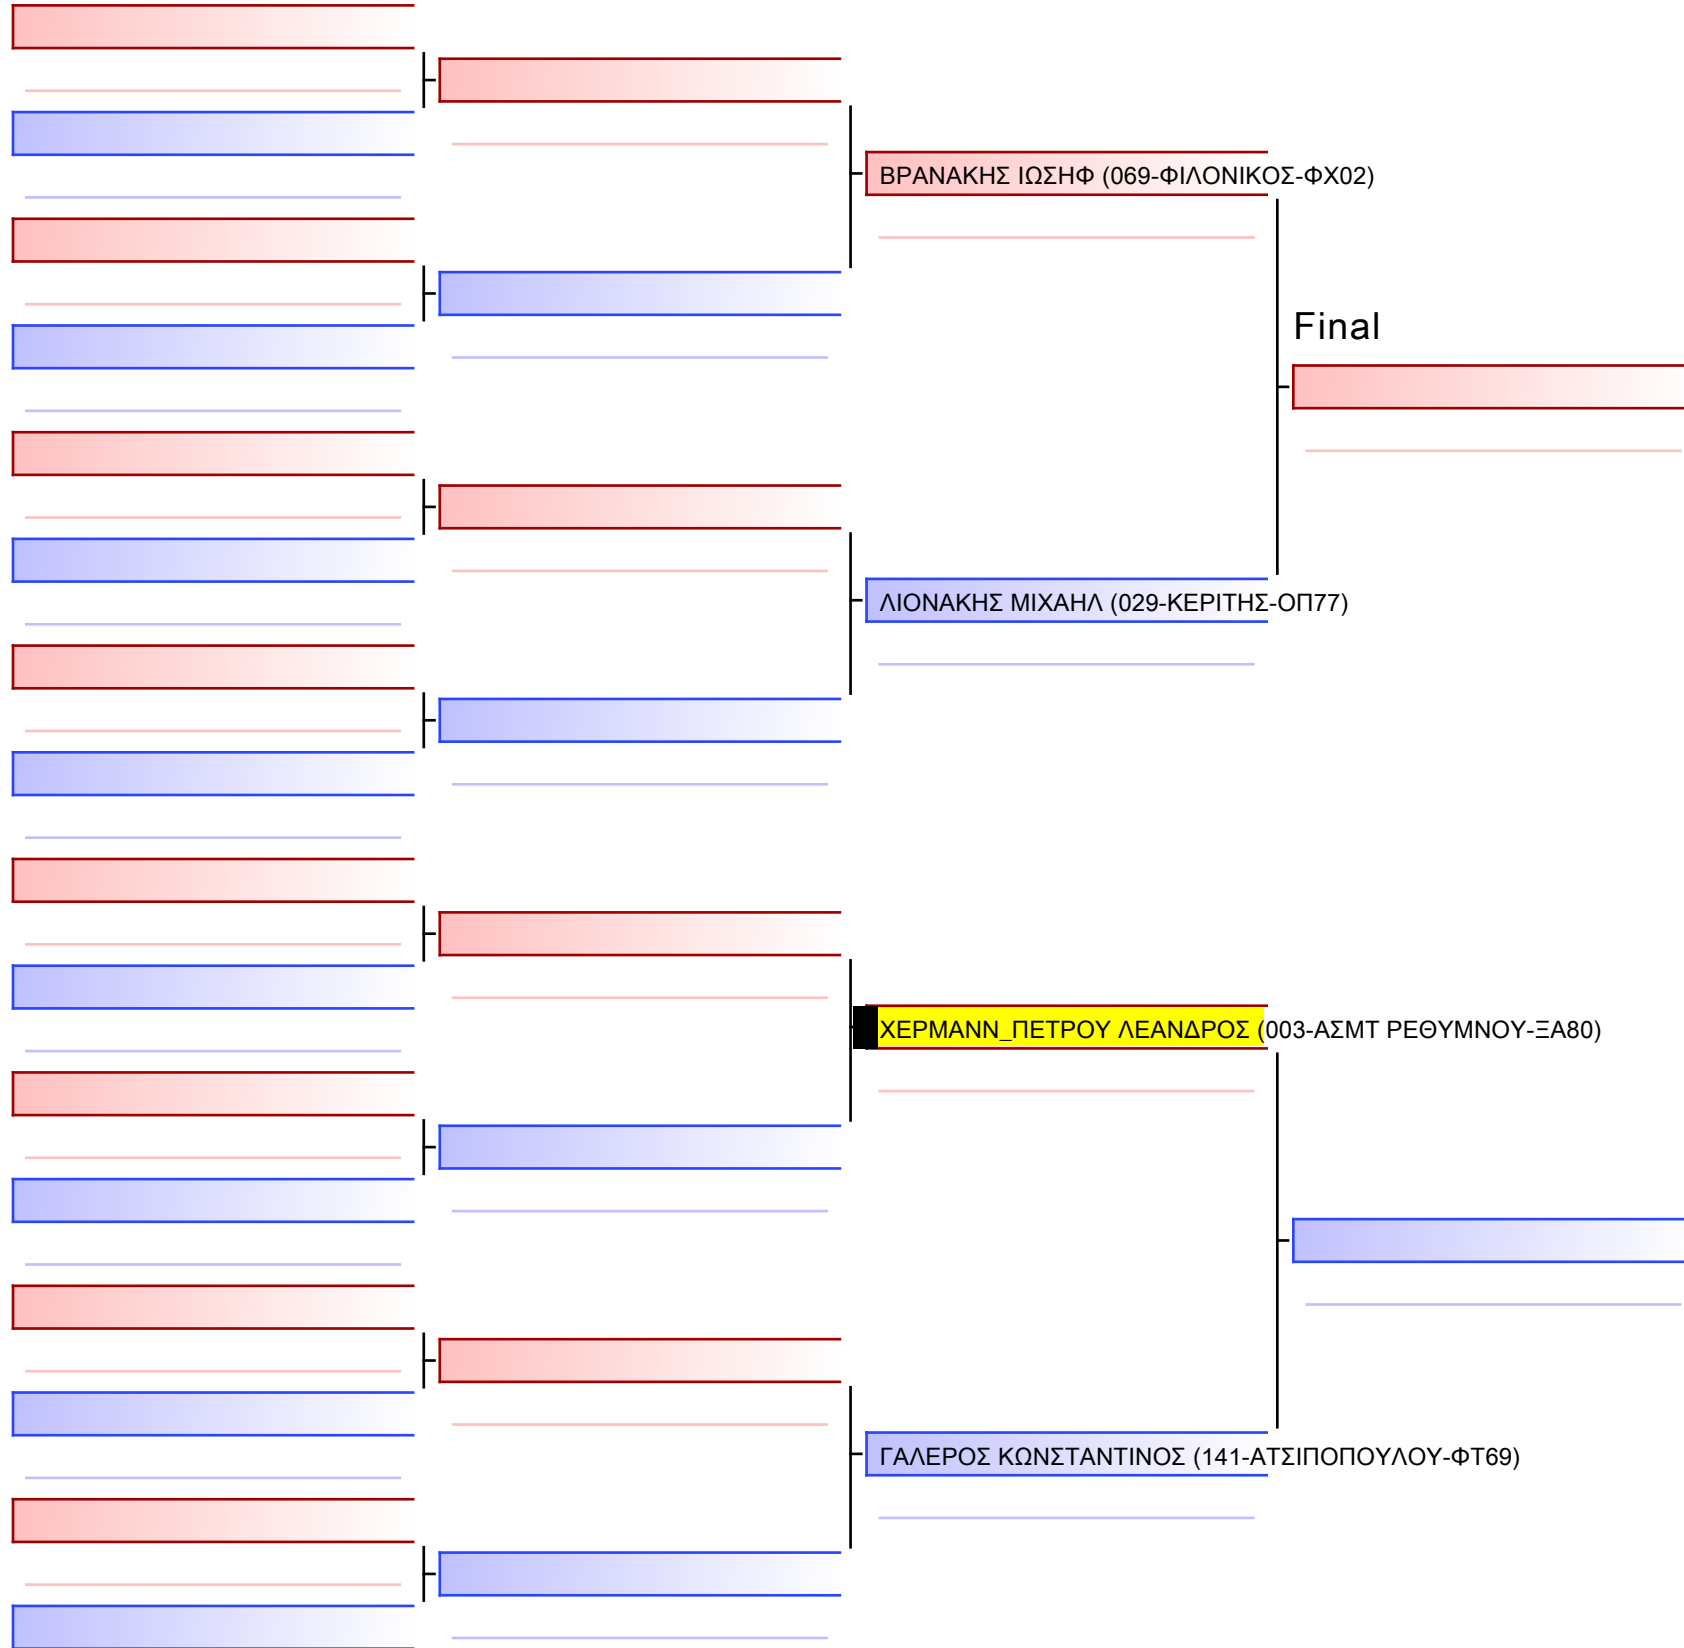 ΒΡΑΝΑΚΗΣ ΙΩΣΗΦ (069-ΦΙΛΟΝΙΚΟΣ-ΦΧ02)
Final
ΛΙΟΝΑΚΗΣ ΜΙΧΑΗΛ (029-ΚΕΡΙΤΗΣ-ΟΠ77)
ΧΕΡΜΑΝΝ_ΠΕΤΡΟΥ ΛΕΑΝΔΡΟΣ (003-ΑΣΜΤ ΡΕΘΥΜΝΟΥ-ΞΑ80)
ΓΑΛΕΡΟΣ ΚΩΝΣΤΑΝΤΙΝΟΣ (141-ΑΤΣΙΠΟΠΟΥΛΟΥ-ΦΤ69)